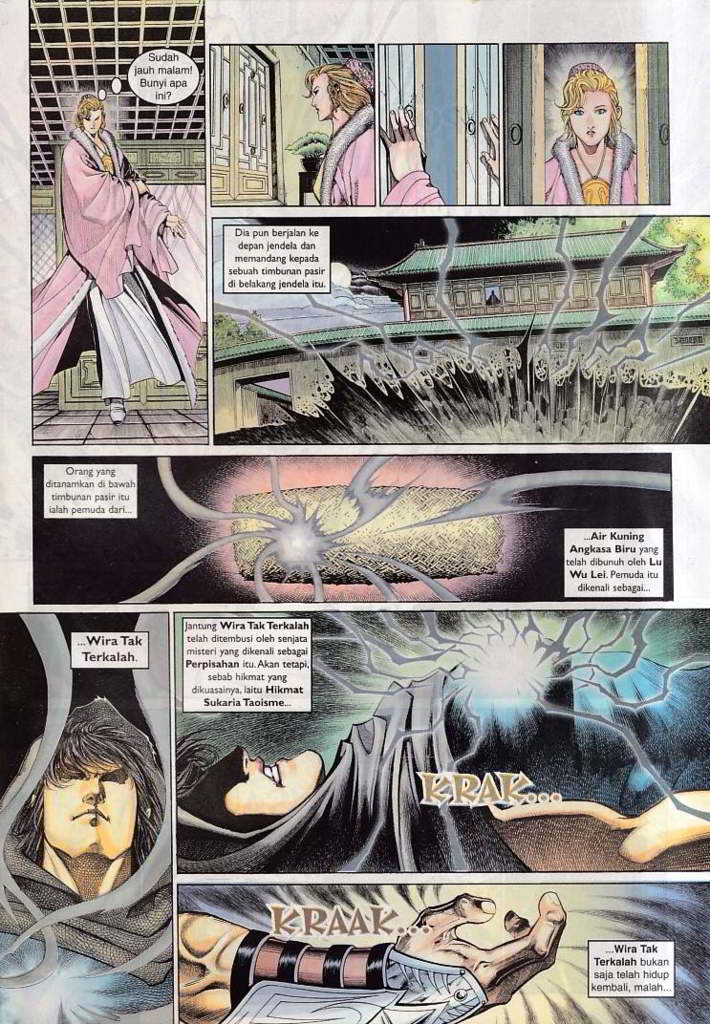 Sudah
jauh malam!
Bunyi apa
ini?
Dia pun berjalan ke
depan jendela dan
memandang kepada
sebuah timbunan pasir
di belakang jendela itu.
Orang yang
ditanamkan di bawah
timbunan pasir itu
ialah pemuda dari...
...Air Kuning
Angkasa Biru yang
telah dibunuh oleh Lu
Wu Lei. Pemuda itu
dikenali sebagai...
...Wira Tak
Terkalah.
Jantung Wira Tak Terkalah
telah ditembusi oleh senjata
misteri yang dikenali sebagai
Perpisahan itu. Akan tetapi,
sebab hikmat yang
dikuasainya, iaitu Hikmat
Sukaria Taoisme...
KRAK...
KRAAK...
...Wira Tak
Terkalah bukan
saja telah hidup
kembali, malah...